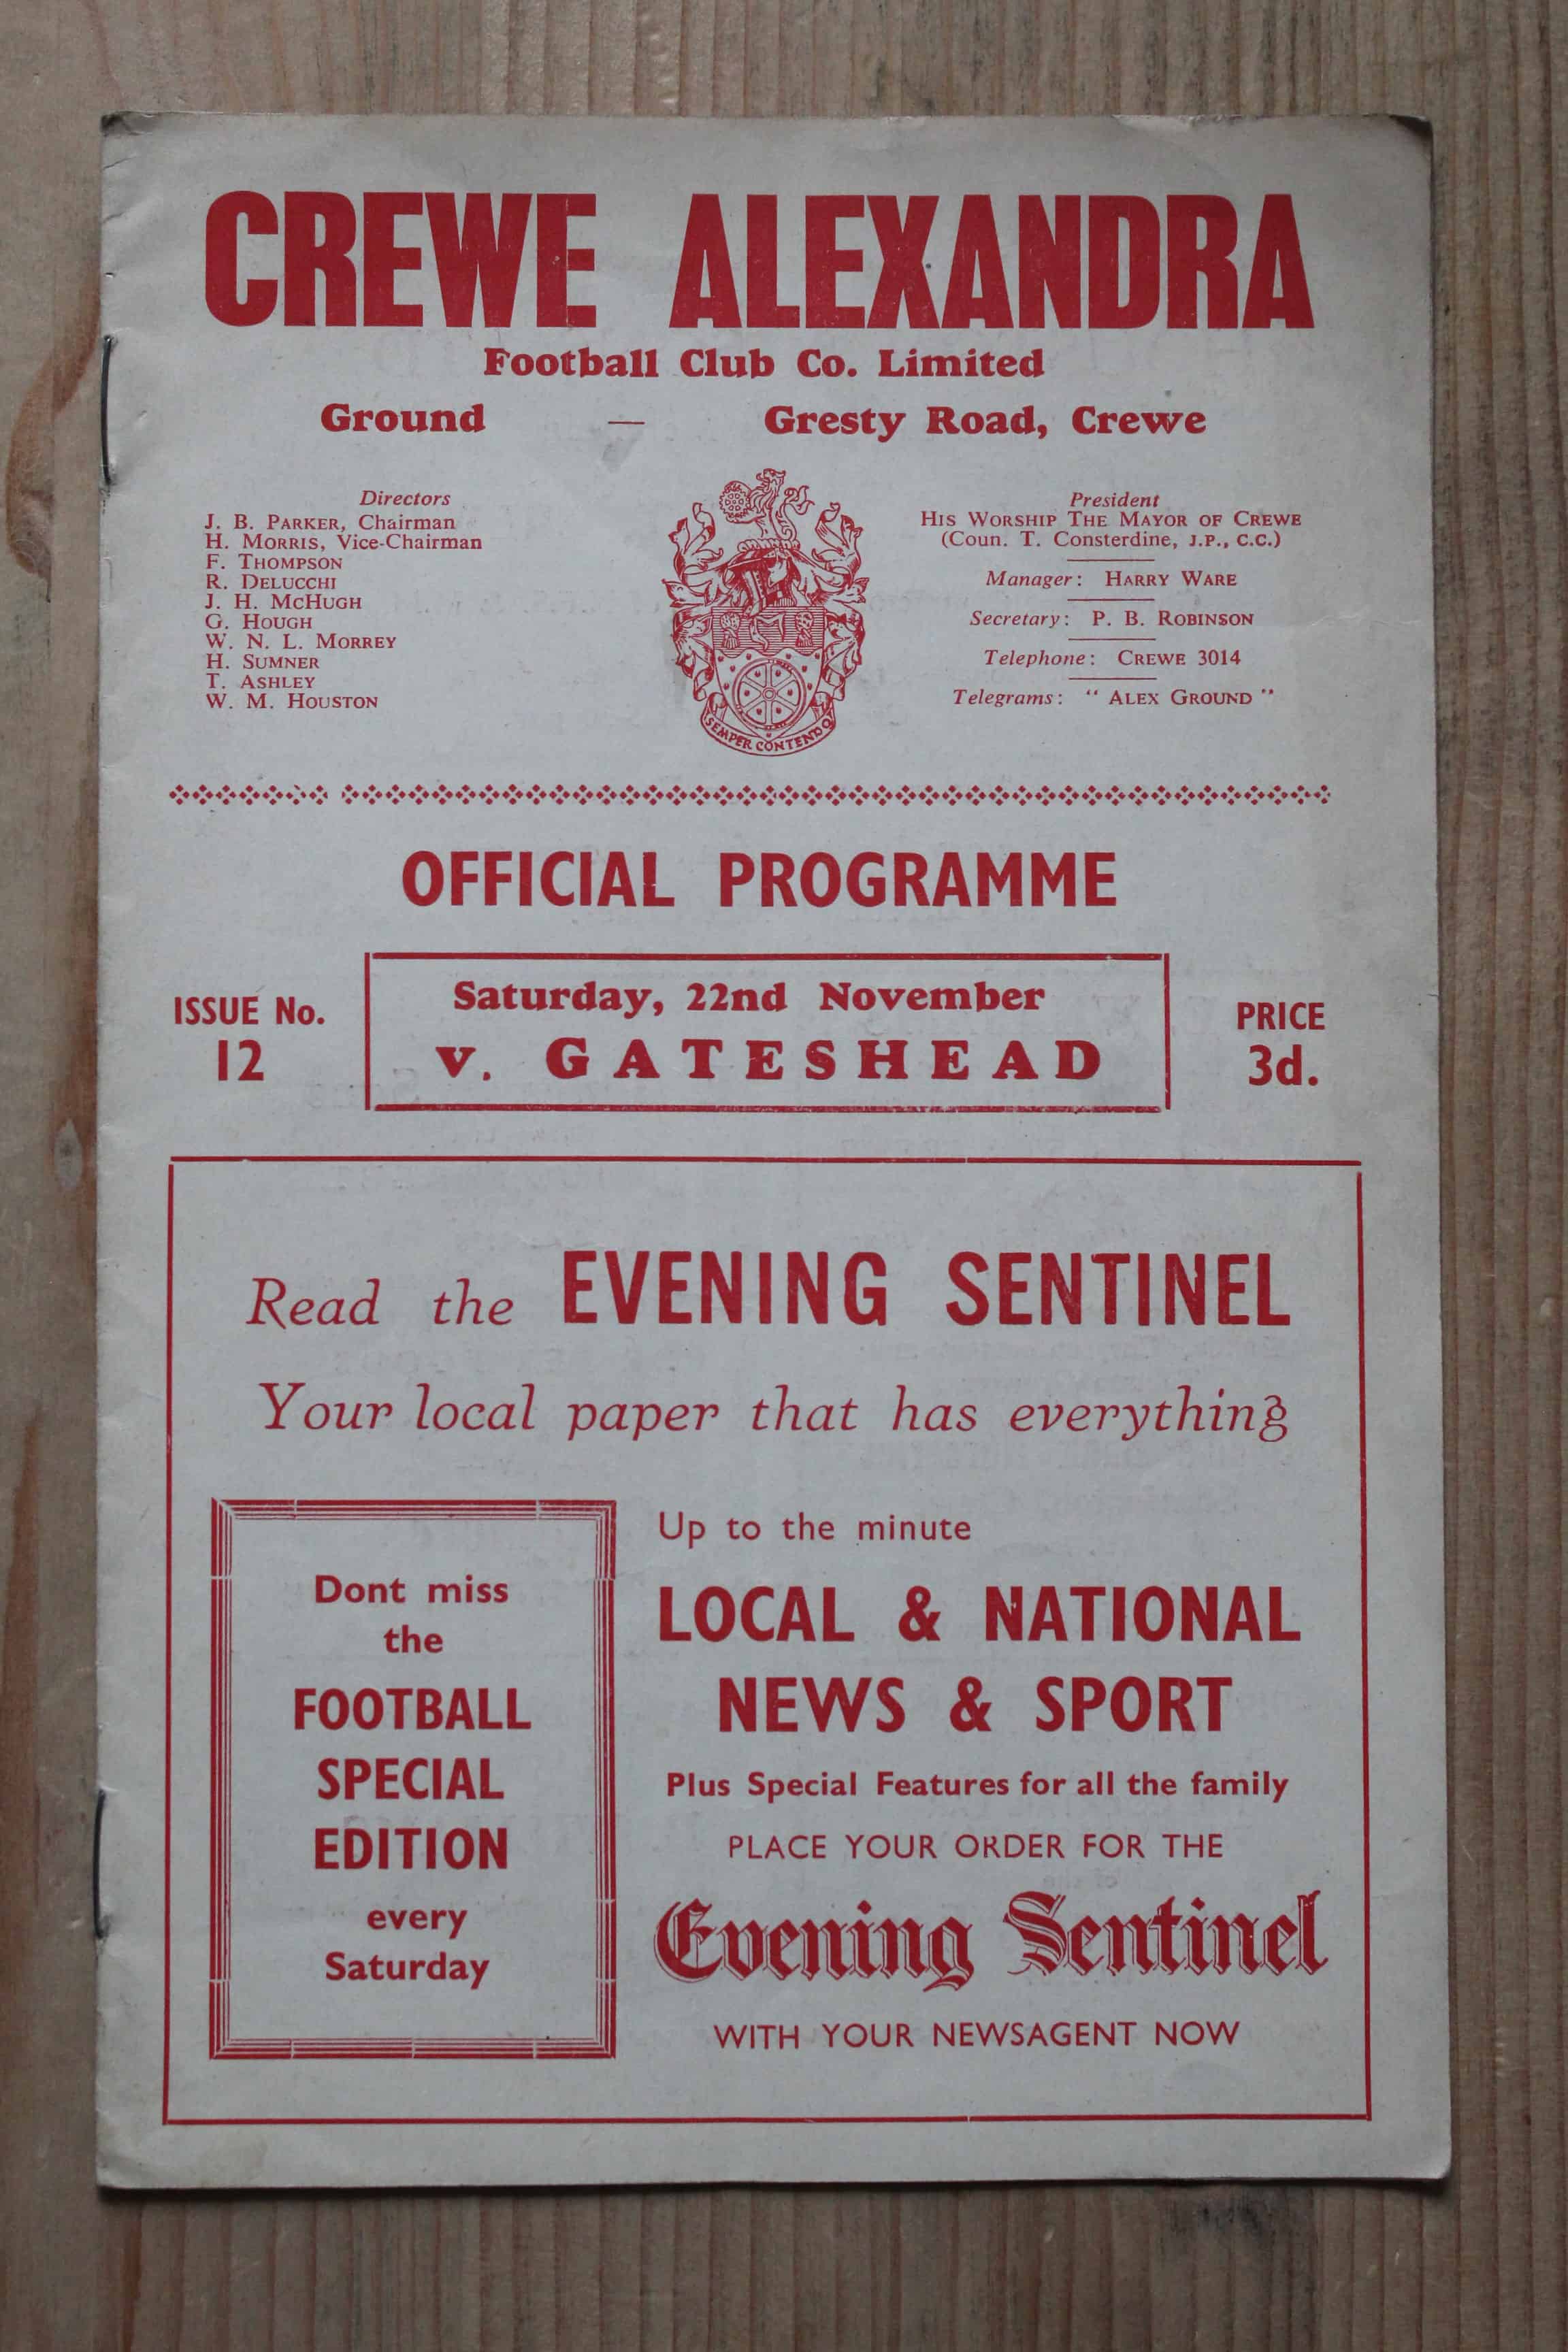 CREWE ALEXANDRA
Football Club Co. Limited
Ground — Gresty Road, Crewe
Directors
J. B. PARKER, Chairman
H. MORRIS, Vice-Chairman
F. THOMPSON
R. DELUCCHI
J. H. MCHUGH
G. HOUGH
W. N. L. MORREY
H. SUMNER
T. ASHLEY
W. M. HOUSTON
SEMPER CONTENDO
President
HIS WORSHIP THE MAYOR OF CREWE
(Coun. T. Consterdine, J.P., C.C.)
Manager: HARRY WARE
Secretary: P. B. ROBINSON
Telephone: CREWE 3014
Telegrams: "ALEX GROUND"
OFFICIAL PROGRAMME
ISSUE No.
12
Saturday, 22nd November
v. GATESHEAD
PRICE
3d.
Read the EVENING SENTINEL
Your local paper that has everything
Dont miss
the
FOOTBALL
SPECIAL
EDITION
every
Saturday
Up to the minute
LOCAL & NATIONAL
NEWS & SPORT
Plus Special Features for all the family
PLACE YOUR ORDER FOR THE
Evening Sentinel
WITH YOUR NEWSAGENT NOW